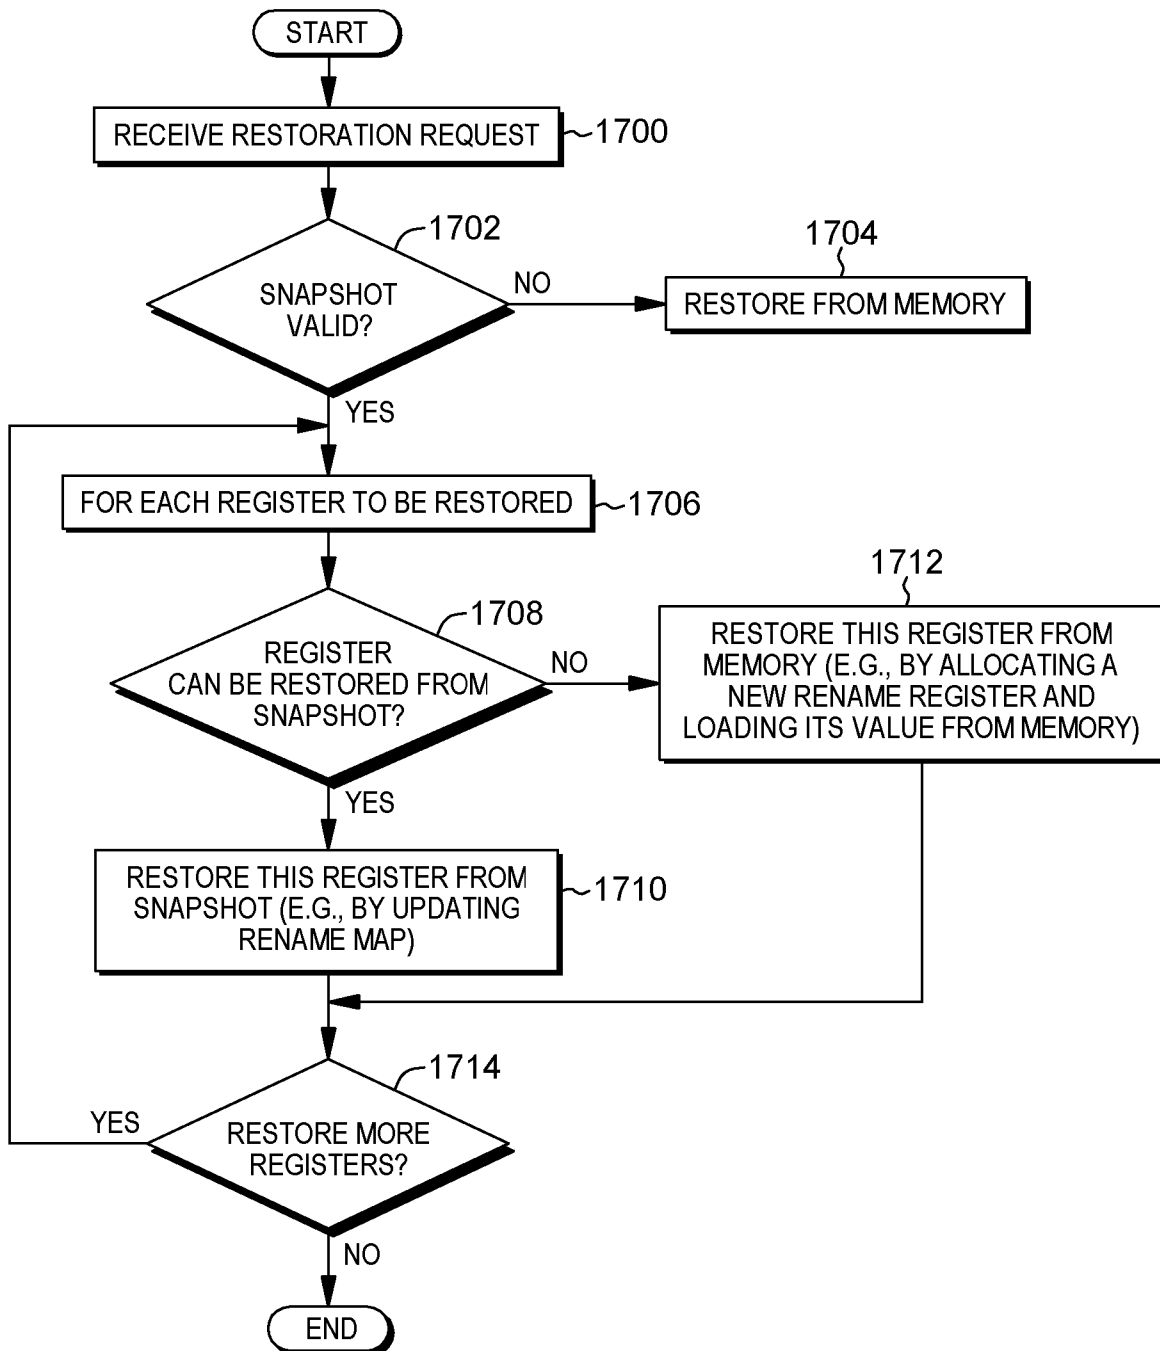 START
RECEIVE RESTORATION REQUEST
1700
1702
SNAPSHOT
VALID?
NO
1704
RESTORE FROM MEMORY
YES
FOR EACH REGISTER TO BE RESTORED
1706
1708
REGISTER
CAN BE RESTORED FROM
SNAPSHOT?
NO
1712
RESTORE THIS REGISTER FROM
MEMORY (E.G., BY ALLOCATING A
NEW RENAME REGISTER AND
LOADING ITS VALUE FROM MEMORY)
YES
RESTORE THIS REGISTER FROM
SNAPSHOT (E.G., BY UPDATING
RENAME MAP)
1710
1714
YES
RESTORE MORE
REGISTERS?
NO
END